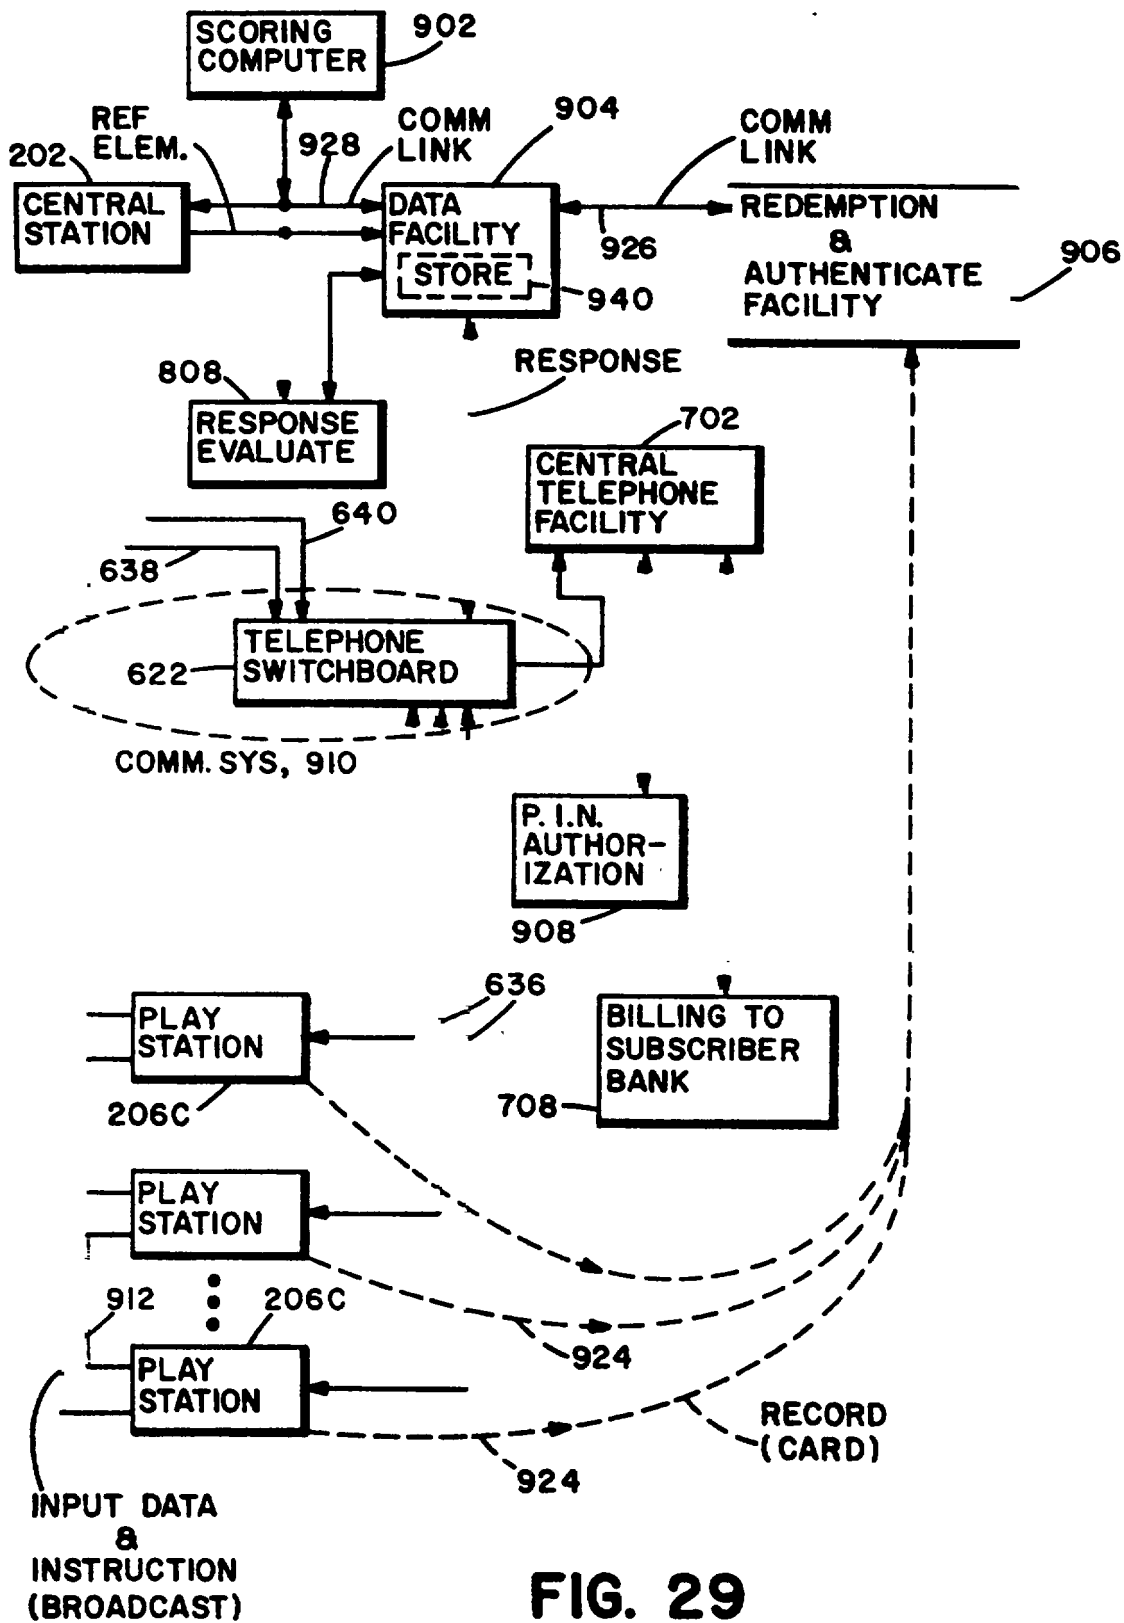 SCORING
COMPUTER
902
REF
ELEM.
928
COMM
LINK
904
COMM
LINK
202
CENTRAL
STATION
DATA
FACILITY
STORE
940
926
REDEMPTION
&
AUTHENTICATE
FACILITY
906
RESPONSE
808
RESPONSE
EVALUATE
702
CENTRAL
TELEPHONE
FACILITY
640
638
TELEPHONE
SWITCHBOARD
622
COMM. SYS, 910
P. I.N.
AUTHOR-
IZATION
908
636
PLAY
STATION
206C
BILLING TO
SUBSCRIBER
BANK
708
PLAY
STATION
912
206C
924
PLAY
STATION
RECORD
(CARD)
924
INPUT DATA
&
INSTRUCTION
(BROADCAST)
FIG. 29